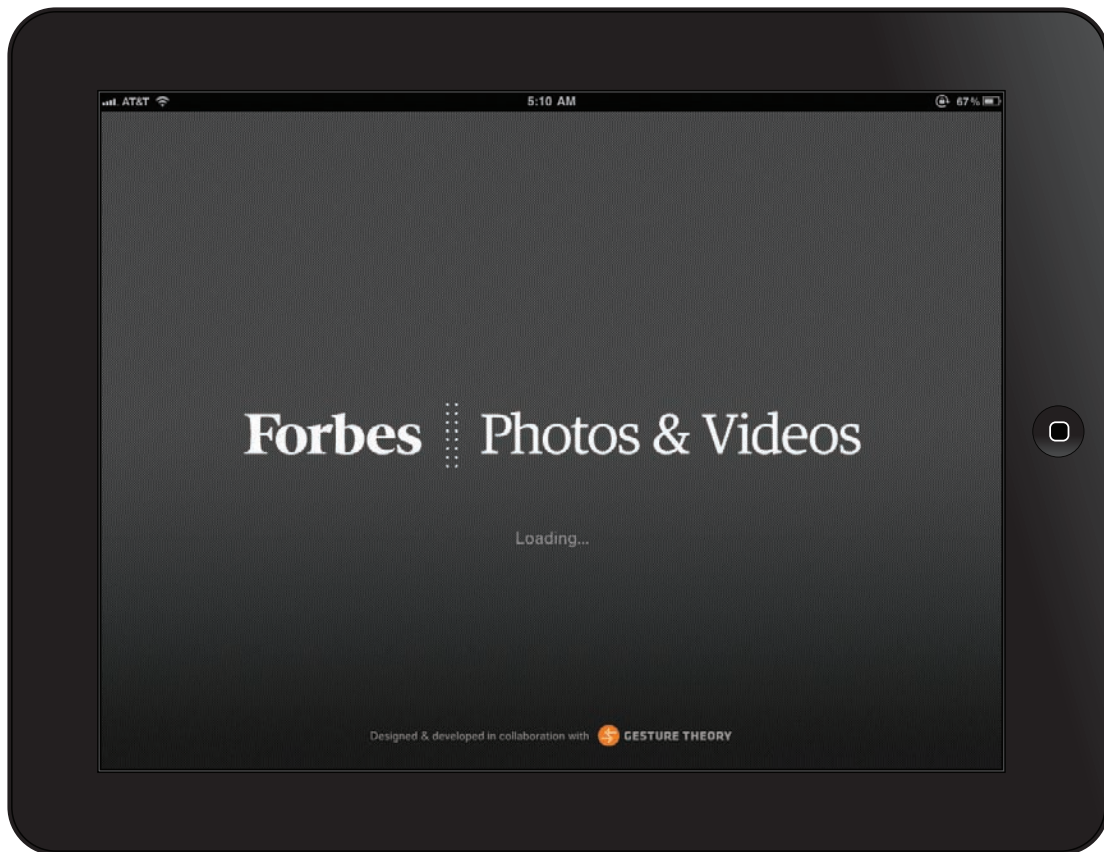 AT&T 5:10 AM 67%
Forbes Photos & Videos
Loading...
Designed & developed in collaboration with GESTURE THEORY